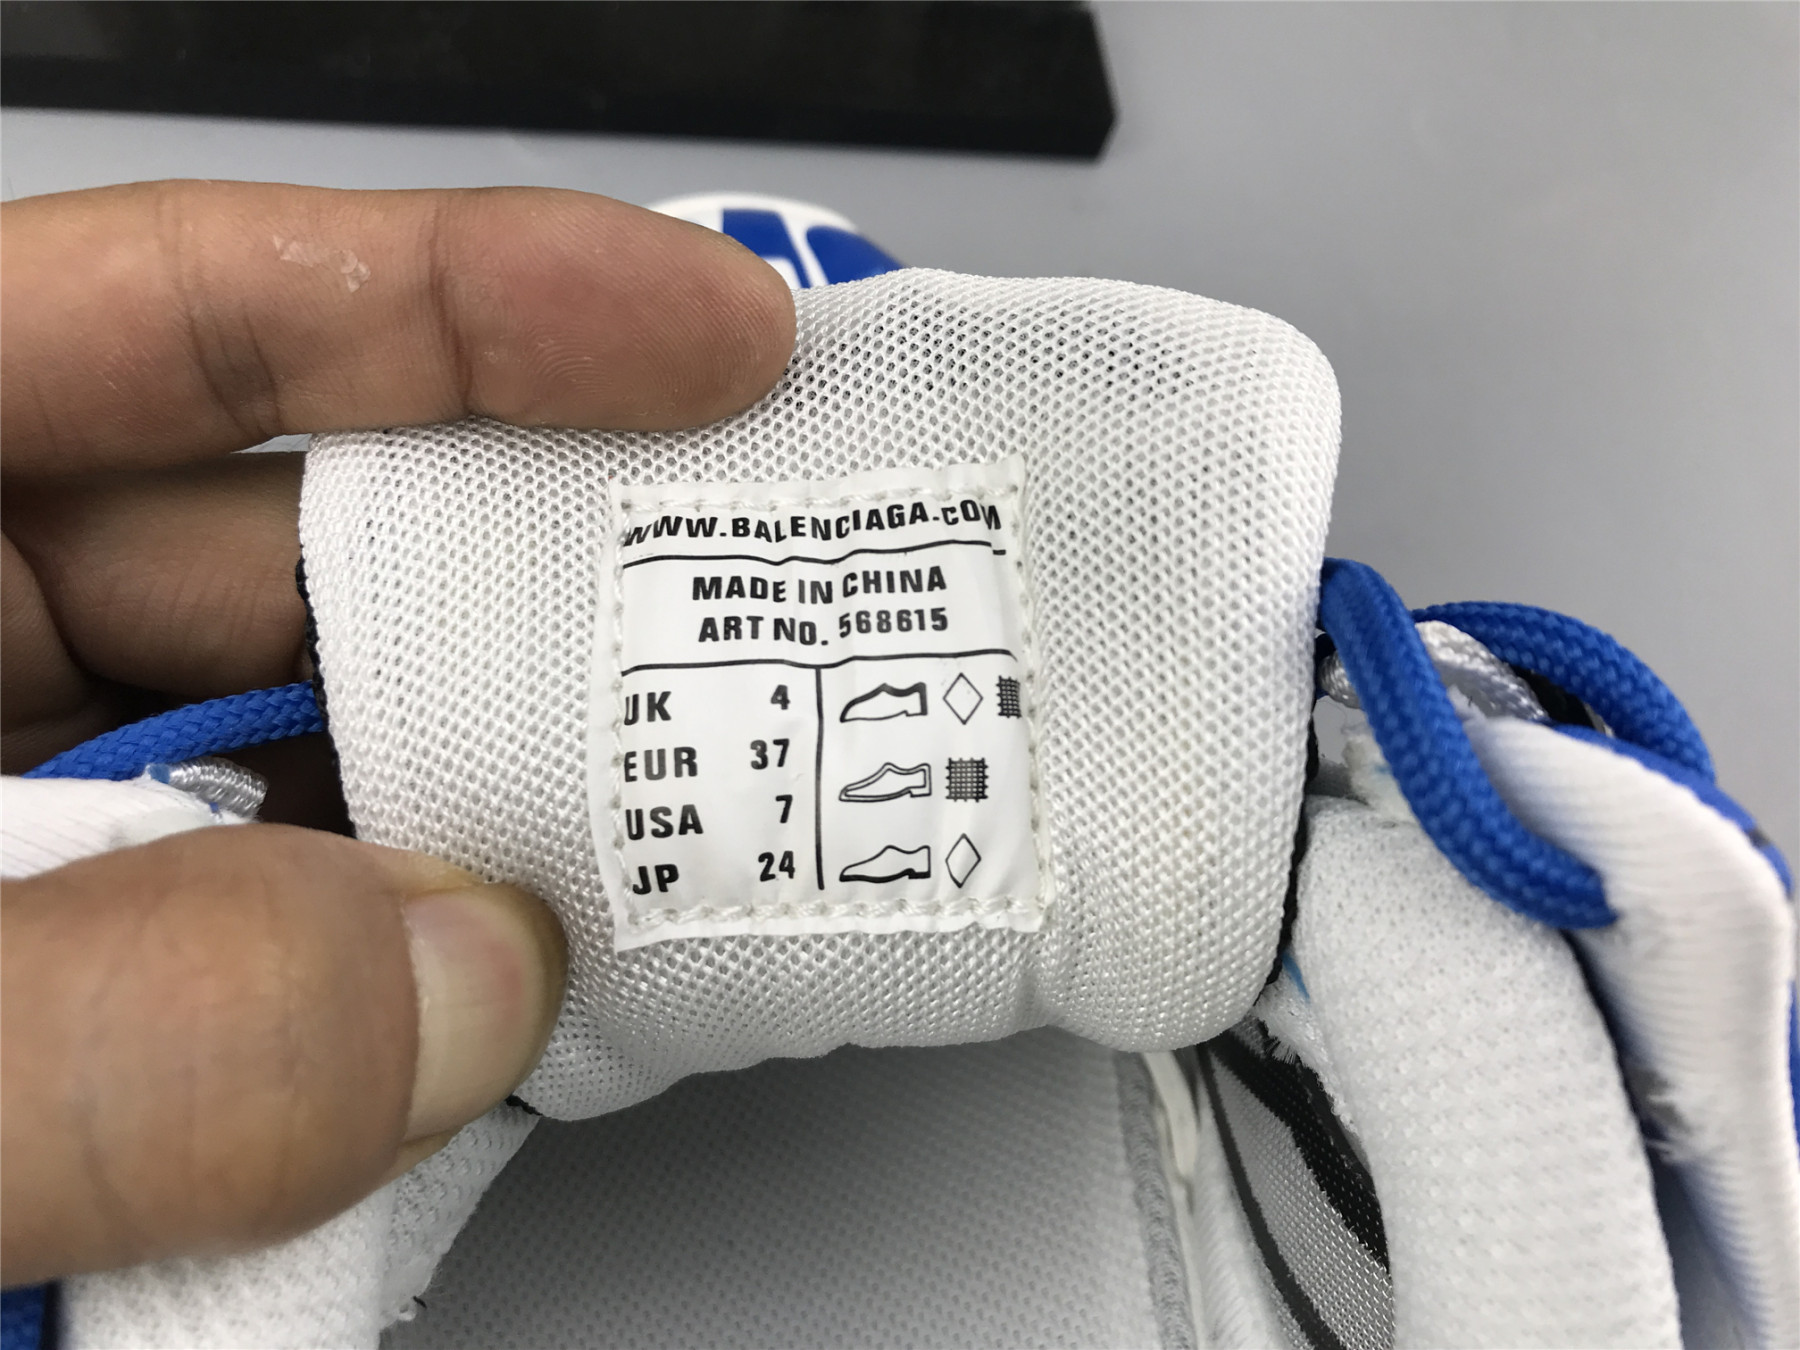 WWW.BALENCIAGA.COM
MADE IN CHINA
ART NO. 568615
UK 4
EUR 37
USA 7
JP 24